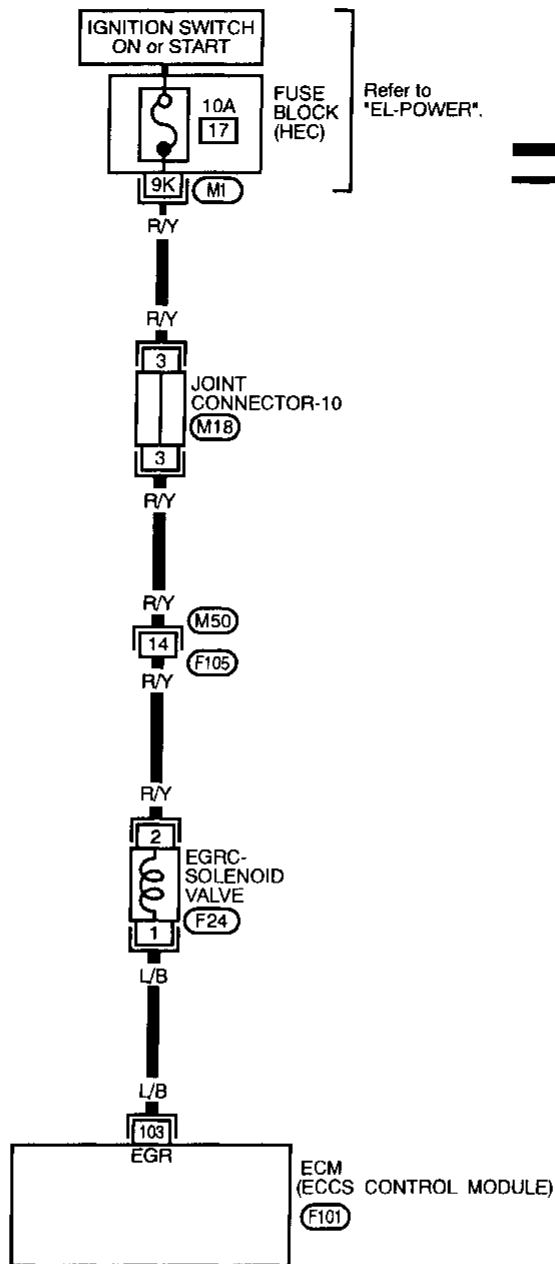 IGNITION SWITCH
ON or START
FUSE
BLOCK
(HEC)
Refer to
"EL-POWER".
10A
17
9K
M1
R/Y
R/Y
3
JOINT
CONNECTOR-10
M18
3
R/Y
R/Y
M50
14
F105
R/Y
R/Y
2
EGRC-
SOLENOID
VALVE
F24
1
L/B
L/B
103
EGR
ECM
(ECCS CONTROL MODULE)
F101